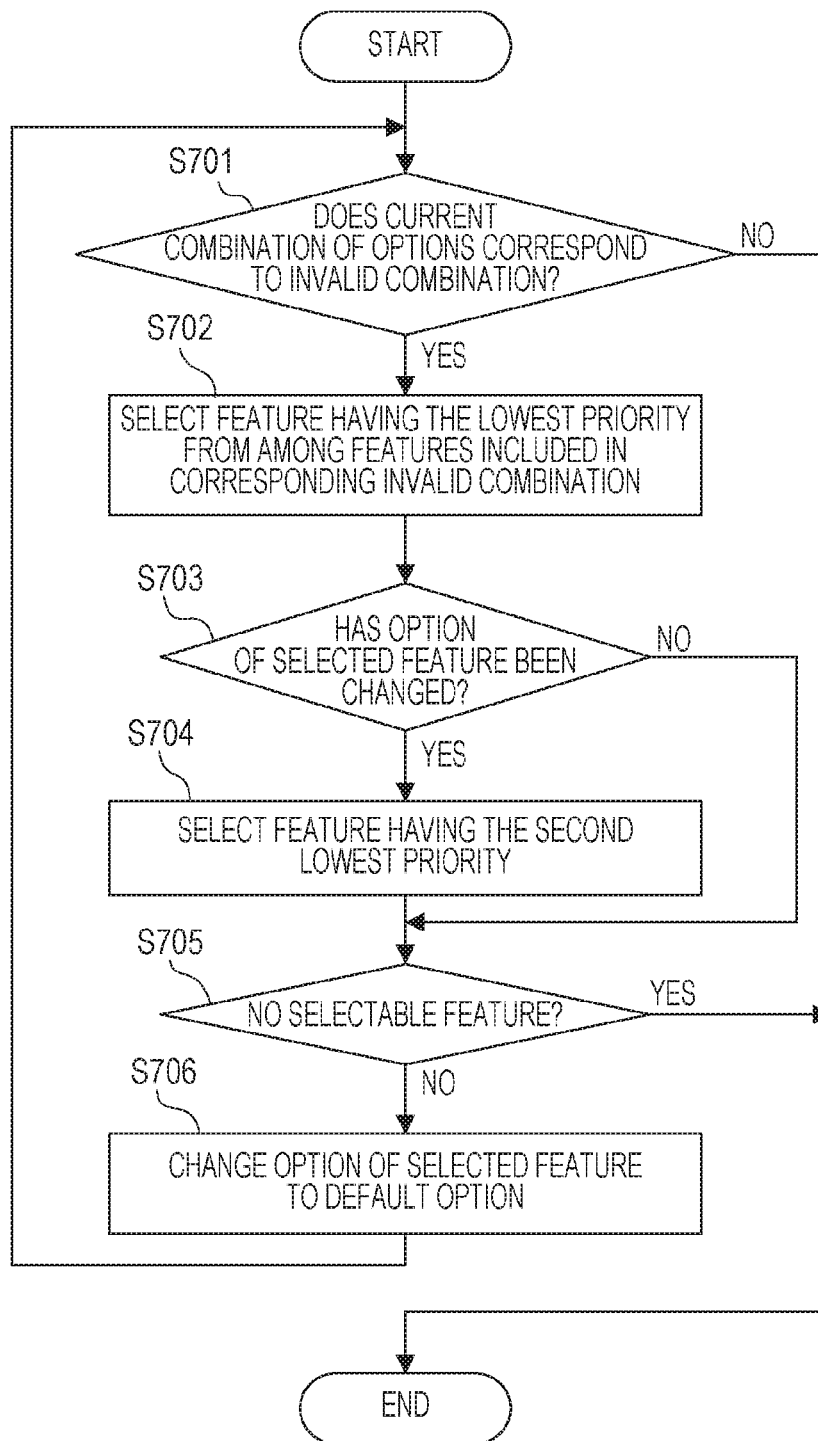 START
S701
DOES CURRENT
COMBINATION OF OPTIONS CORRESPOND
TO INVALID COMBINATION?
NO
YES
S702
SELECT FEATURE HAVING THE LOWEST PRIORITY
FROM AMONG FEATURES INCLUDED IN
CORRESPONDING INVALID COMBINATION
S703
HAS OPTION
OF SELECTED FEATURE BEEN
CHANGED?
NO
YES
S704
SELECT FEATURE HAVING THE SECOND
LOWEST PRIORITY
S705
NO SELECTABLE FEATURE?
YES
NO
S706
CHANGE OPTION OF SELECTED FEATURE
TO DEFAULT OPTION
END